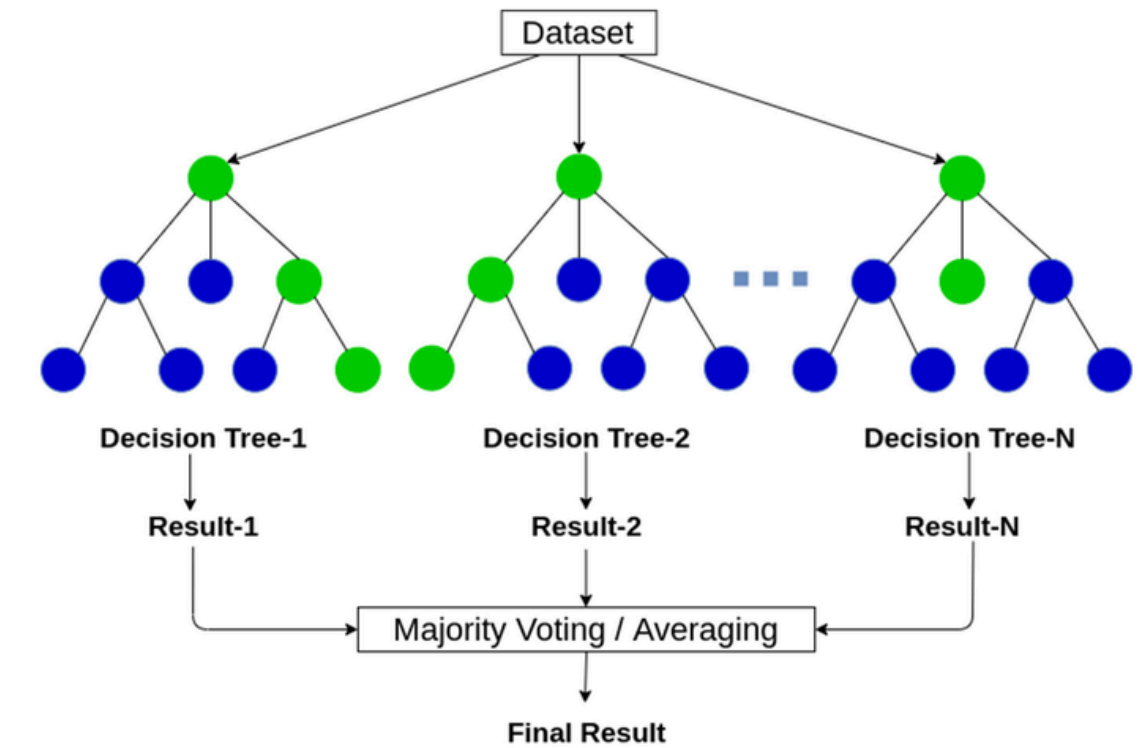 Dataset
Decision Tree-1
Decision Tree-2
Decision Tree-N
Result-1
Result-2
Result-N
Majority Voting / Averaging
Final Result